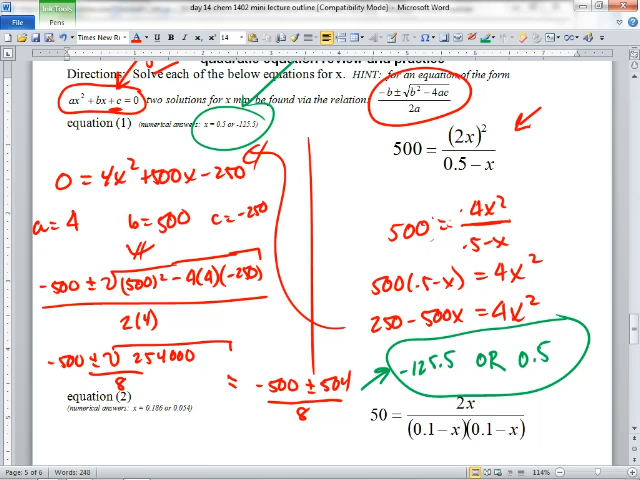 day 14 chem 1402 mini lecture outline [Compatibility Mode] - Microsoft Word
InkTools
File
Pens
Times New Ro
14
quadratic equation review and practice
Directions: Solve each of the below equations for x. HINT: for an equation of the form
ax² + bx + c = 0 two solutions for x may be found via the relation
(-b ± √(b² - 4ac)) / 2a
equation (1) (numerical answers: x = 0.5 or -125.5)
500 = (2x)² / (0.5 - x)
0 = 4x² + 500x - 250
a = 4 b = 500 c = -250
(-500 ± √((500)² - 4(4)(-250))) / 2(4)
(-500 ± √254000) / 8 = (-500 ± 504) / 8
500 = 4x² / (.5 - x)
500(.5 - x) = 4x²
250 - 500x = 4x²
-125.5 OR 0.5
equation (2)
(numerical answers: x = 0.186 or 0.054)
50 = 2x / ((0.1 - x)(0.1 - x))
Page: 5 of 6 Words: 248 114%